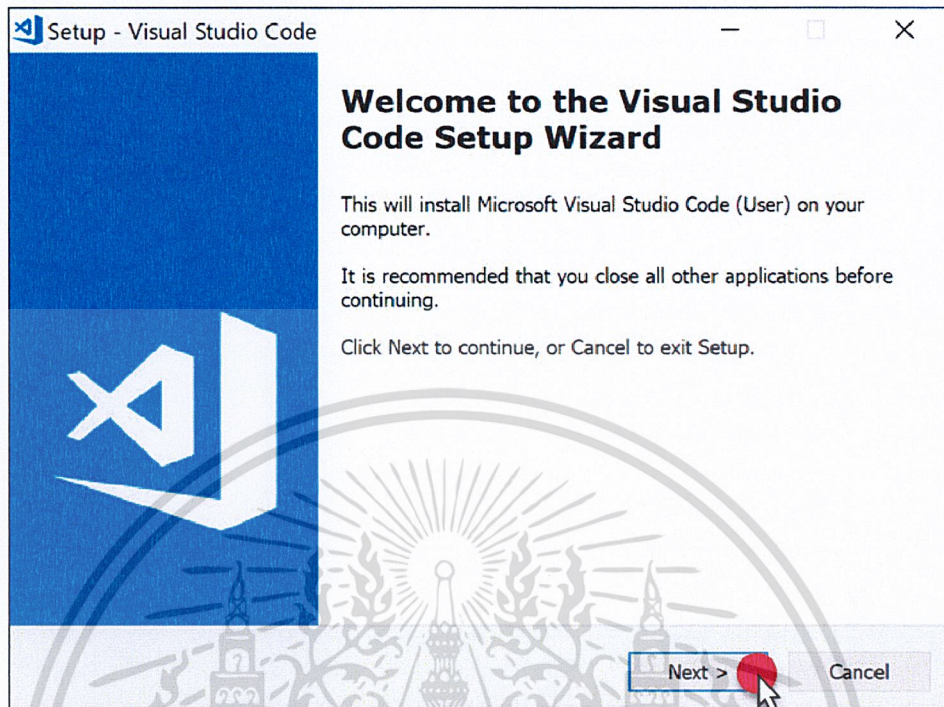 Setup - Visual Studio Code
Welcome to the Visual Studio
Code Setup Wizard
This will install Microsoft Visual Studio Code (User) on your
computer.
It is recommended that you close all other applications before
continuing.
Click Next to continue, or Cancel to exit Setup.
Next >
Cancel